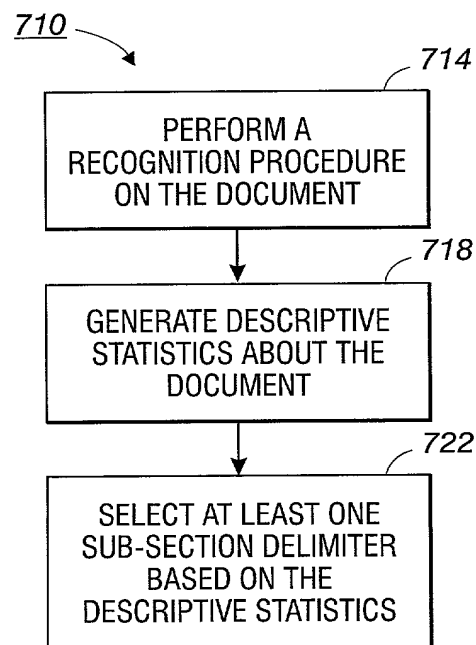 710
714
PERFORM A
RECOGNITION PROCEDURE
ON THE DOCUMENT
718
GENERATE DESCRIPTIVE
STATISTICS ABOUT THE
DOCUMENT
722
SELECT AT LEAST ONE
SUB-SECTION DELIMITER
BASED ON THE
DESCRIPTIVE STATISTICS